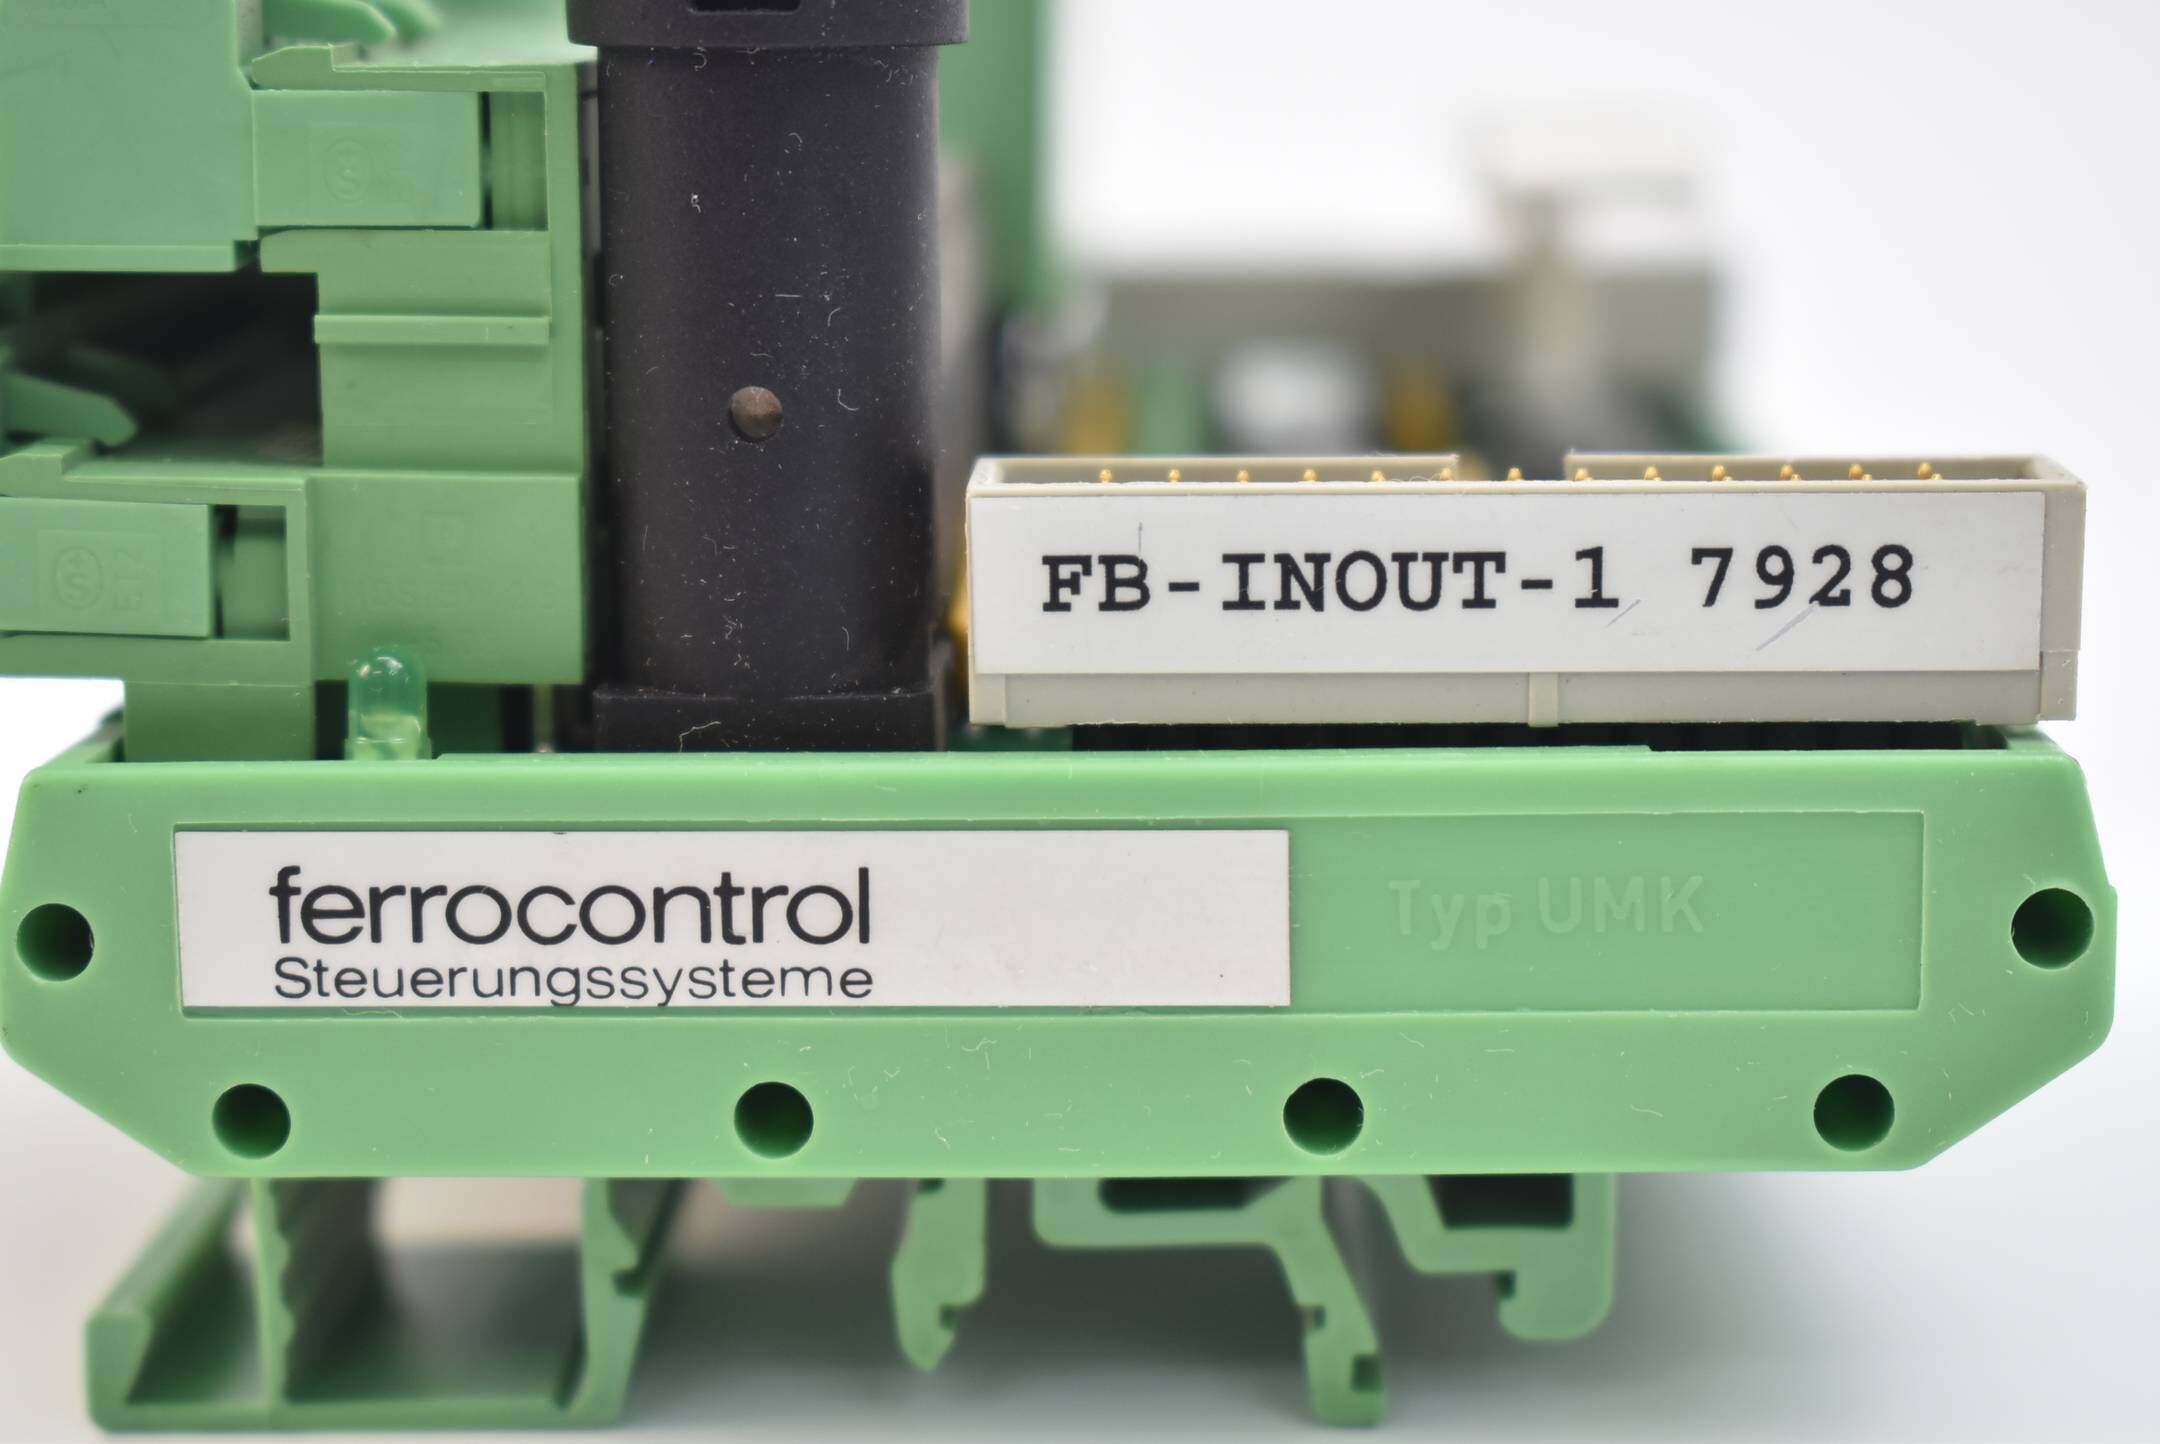 FB-INOUT-1 7928
ferrocontrol
Steuerungssysteme
Typ UMK